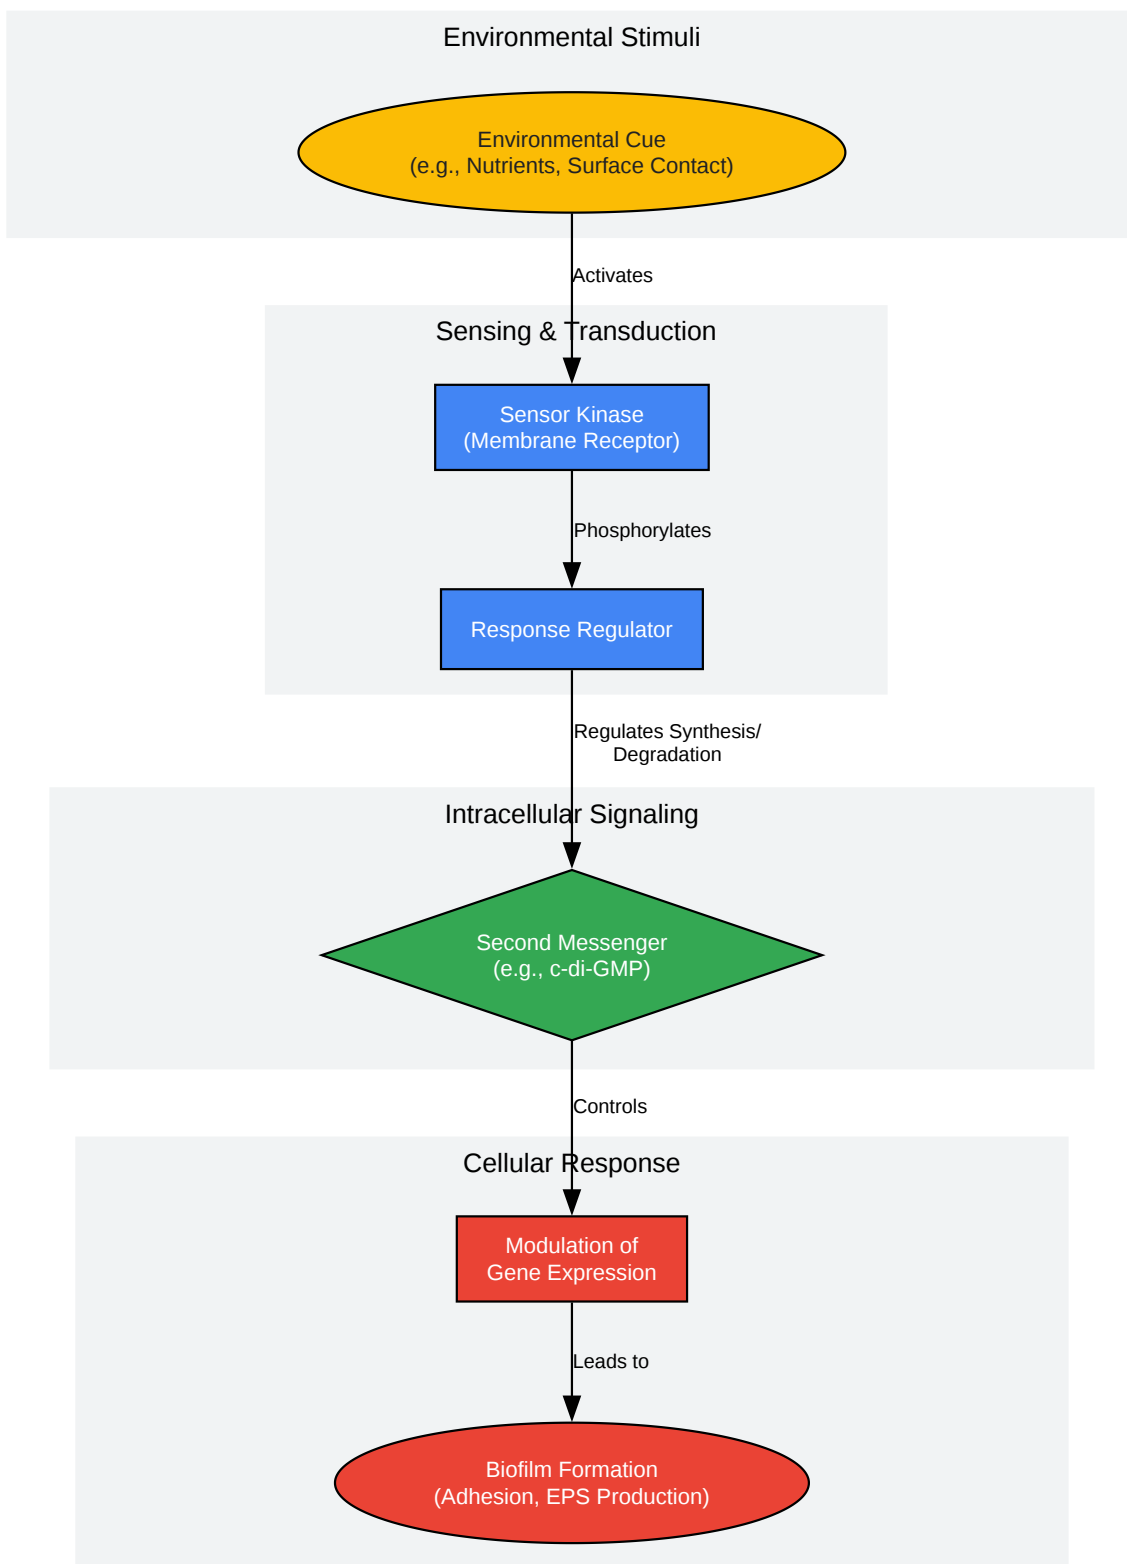 Environmental Stimuli
Environmental Cue
(e.g., Nutrients, Surface Contact)
Activates
Sensing & Transduction
Sensor Kinase
(Membrane Receptor)
Phosphorylates
Response Regulator
Regulates Synthesis/
Degradation
Intracellular Signaling
Second Messenger
(e.g., c-di-GMP)
Controls
Cellular Response
Modulation of
Gene Expression
Leads to
Biofilm Formation
(Adhesion, EPS Production)